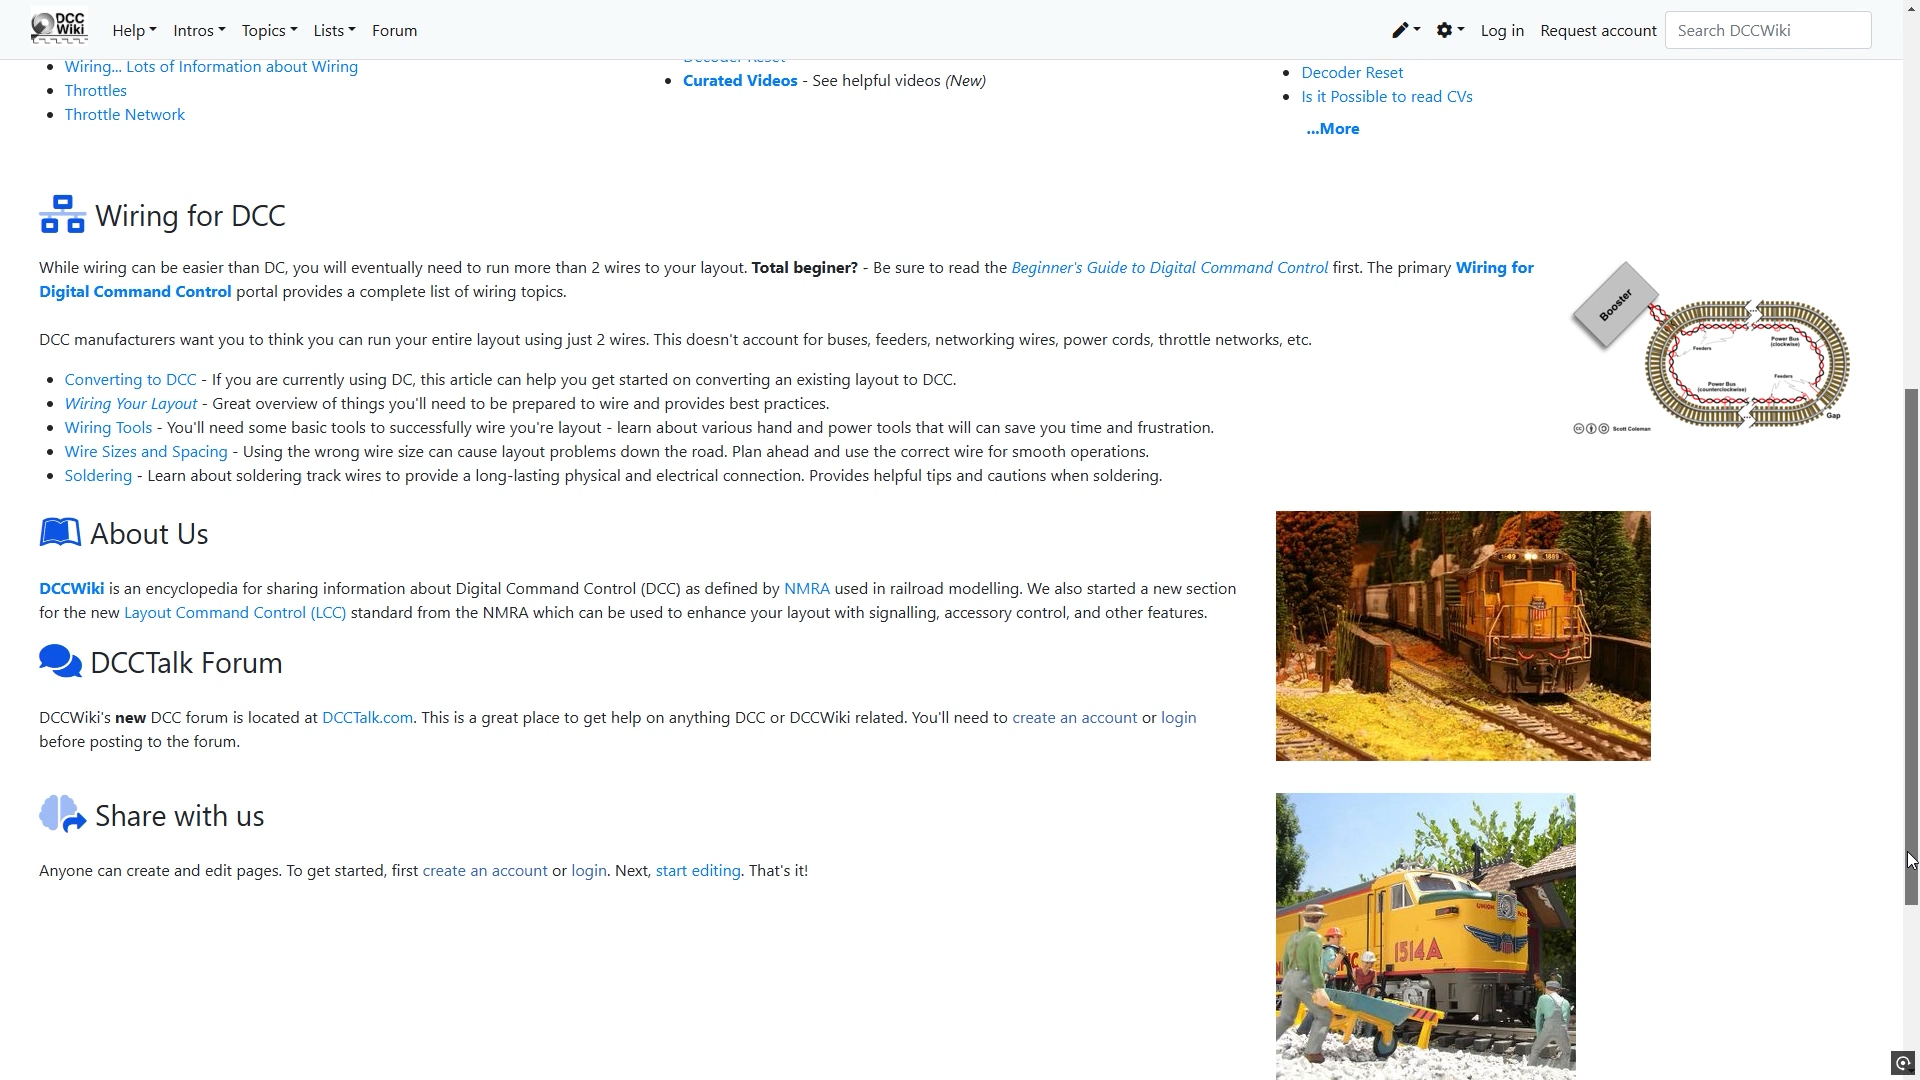 DCC
Wiki
Help
Intros
Topics
Lists
Forum
Log in
Request account
Search DCCWiki
Wiring... Lots of Information about Wiring
Throttles
Throttle Network
Decoder Reset
Curated Videos - See helpful videos (New)
Decoder Reset
Is it Possible to read CVs
...More
Wiring for DCC
While wiring can be easier than DC, you will eventually need to run more than 2 wires to your layout. Total beginer? - Be sure to read the Beginner's Guide to Digital Command Control first. The primary Wiring for
Digital Command Control portal provides a complete list of wiring topics.
DCC manufacturers want you to think you can run your entire layout using just 2 wires. This doesn't account for buses, feeders, networking wires, power cords, throttle networks, etc.
Converting to DCC - If you are currently using DC, this article can help you get started on converting an existing layout to DCC.
Wiring Your Layout - Great overview of things you'll need to be prepared to wire and provides best practices.
Wiring Tools - You'll need some basic tools to successfully wire you're layout - learn about various hand and power tools that will can save you time and frustration.
Wire Sizes and Spacing - Using the wrong wire size can cause layout problems down the road. Plan ahead and use the correct wire for smooth operations.
Soldering - Learn about soldering track wires to provide a long-lasting physical and electrical connection. Provides helpful tips and cautions when soldering.
Booster
Feeders
Power Bus
(clockwise)
Feeders
Power Bus
(counterclockwise)
Gap
Scott Coleman
About Us
DCCWiki is an encyclopedia for sharing information about Digital Command Control (DCC) as defined by NMRA used in railroad modelling. We also started a new section
for the new Layout Command Control (LCC) standard from the NMRA which can be used to enhance your layout with signalling, accessory control, and other features.
DCCTalk Forum
DCCWiki's new DCC forum is located at DCCTalk.com. This is a great place to get help on anything DCC or DCCWiki related. You'll need to create an account or login
before posting to the forum.
Share with us
Anyone can create and edit pages. To get started, first create an account or login. Next, start editing. That's it!
1889
UNION
1514A